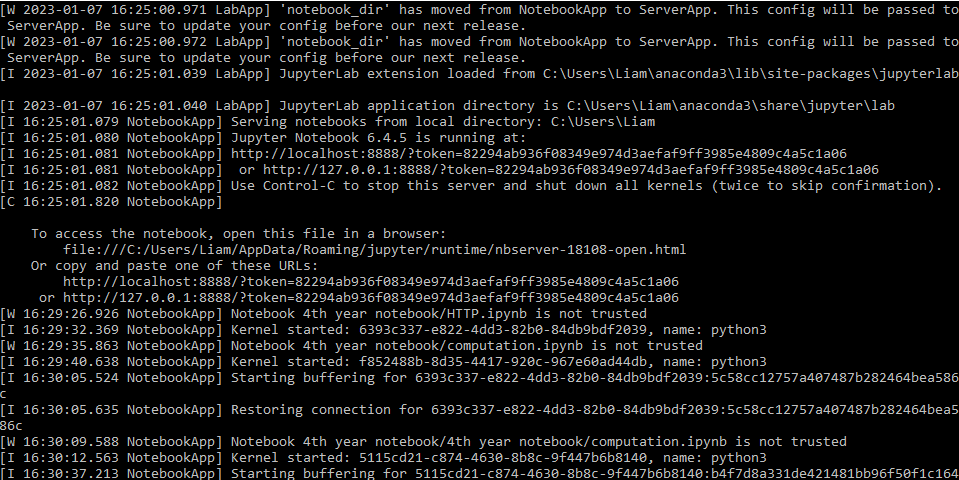 [W 2023-01-07 16:25:00.971 LabApp] 'notebook_dir' has moved from NotebookApp to ServerApp. This config will be passed to
 ServerApp. Be sure to update your config before our next release.
[W 2023-01-07 16:25:00.972 LabApp] 'notebook_dir' has moved from NotebookApp to ServerApp. This config will be passed to
 ServerApp. Be sure to update your config before our next release.
[I 2023-01-07 16:25:01.039 LabApp] JupyterLab extension loaded from C:\Users\Liam\anaconda3\lib\site-packages\jupyterlab
[I 2023-01-07 16:25:01.040 LabApp] JupyterLab application directory is C:\Users\Liam\anaconda3\share\jupyter\lab
[I 16:25:01.079 NotebookApp] Serving notebooks from local directory: C:\Users\Liam
[I 16:25:01.080 NotebookApp] Jupyter Notebook 6.4.5 is running at:
[I 16:25:01.081 NotebookApp] http://localhost:8888/?token=82294ab936f08349e974d3aefaf9ff3985e4809c4a5c1a06
[I 16:25:01.081 NotebookApp]  or http://127.0.0.1:8888/?token=82294ab936f08349e974d3aefaf9ff3985e4809c4a5c1a06
[I 16:25:01.082 NotebookApp] Use Control-C to stop this server and shut down all kernels (twice to skip confirmation).
[C 16:25:01.820 NotebookApp]
    To access the notebook, open this file in a browser:
        file:///C:/Users/Liam/AppData/Roaming/jupyter/runtime/nbserver-18108-open.html
    Or copy and paste one of these URLs:
        http://localhost:8888/?token=82294ab936f08349e974d3aefaf9ff3985e4809c4a5c1a06
     or http://127.0.0.1:8888/?token=82294ab936f08349e974d3aefaf9ff3985e4809c4a5c1a06
[W 16:29:26.926 NotebookApp] Notebook 4th year notebook/HTTP.ipynb is not trusted
[I 16:29:32.369 NotebookApp] Kernel started: 6393c337-e822-4dd3-82b0-84db9bdf2039, name: python3
[W 16:29:35.863 NotebookApp] Notebook 4th year notebook/computation.ipynb is not trusted
[I 16:29:40.638 NotebookApp] Kernel started: f852488b-8d35-4417-920c-967e60ad44db, name: python3
[I 16:30:05.524 NotebookApp] Starting buffering for 6393c337-e822-4dd3-82b0-84db9bdf2039:5c58cc12757a407487b282464bea586
c
[I 16:30:05.635 NotebookApp] Restoring connection for 6393c337-e822-4dd3-82b0-84db9bdf2039:5c58cc12757a407487b282464bea5
86c
[W 16:30:09.588 NotebookApp] Notebook 4th year notebook/4th year notebook/computation.ipynb is not trusted
[I 16:30:12.563 NotebookApp] Kernel started: 5115cd21-c874-4630-8b8c-9f447b6b8140, name: python3
[I 16:30:37.213 NotebookApp] Starting buffering for 5115cd21-c874-4630-8b8c-9f447b6b8140:b4f7d8a331de421481bb96f50f1c164